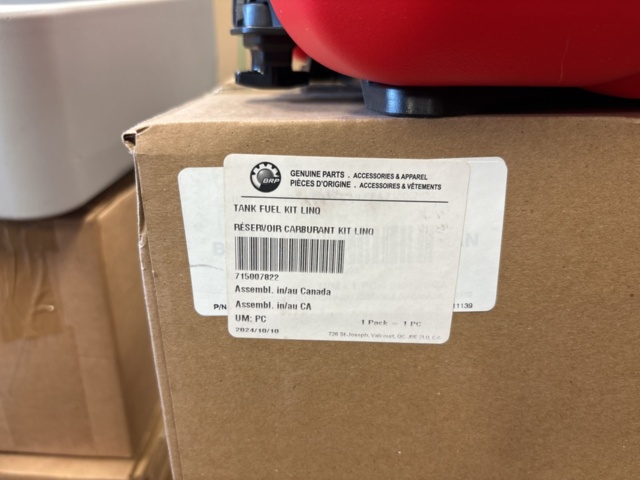 BRP
GENUINE PARTS . ACCESSORIES & APPAREL
PIÈCES D'ORIGINE . ACCESSOIRES & VÊTEMENTS
TANK FUEL KIT LINQ
RÉSERVOIR CARBURANT KIT LINQ
715007822
Assembl. in/au Canada
Assembl. in/au CA
UM: PC 1 Pack = 1 PC
2024/10/10
P/N 11139